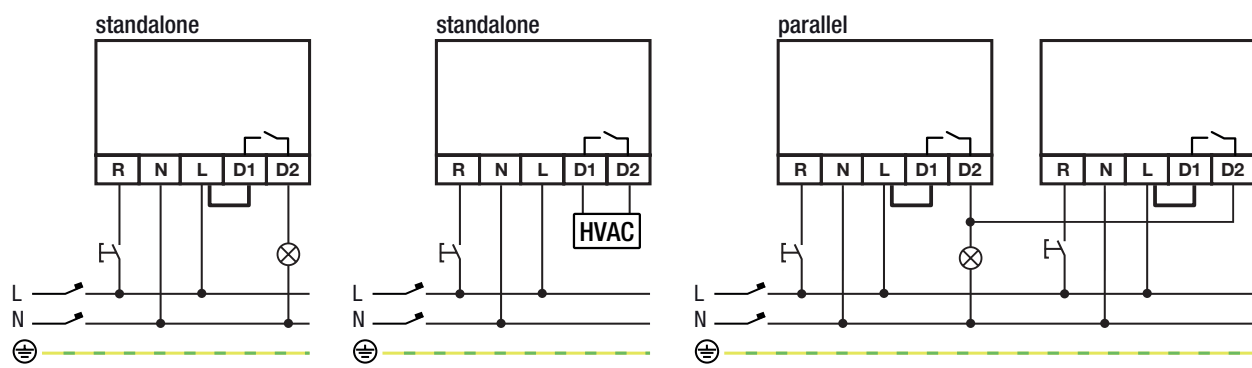 standalone
R N L D1 D2
L
N
standalone
R N L D1 D2
HVAC
L
N
parallel
R N L D1 D2
R N L D1 D2
L
N